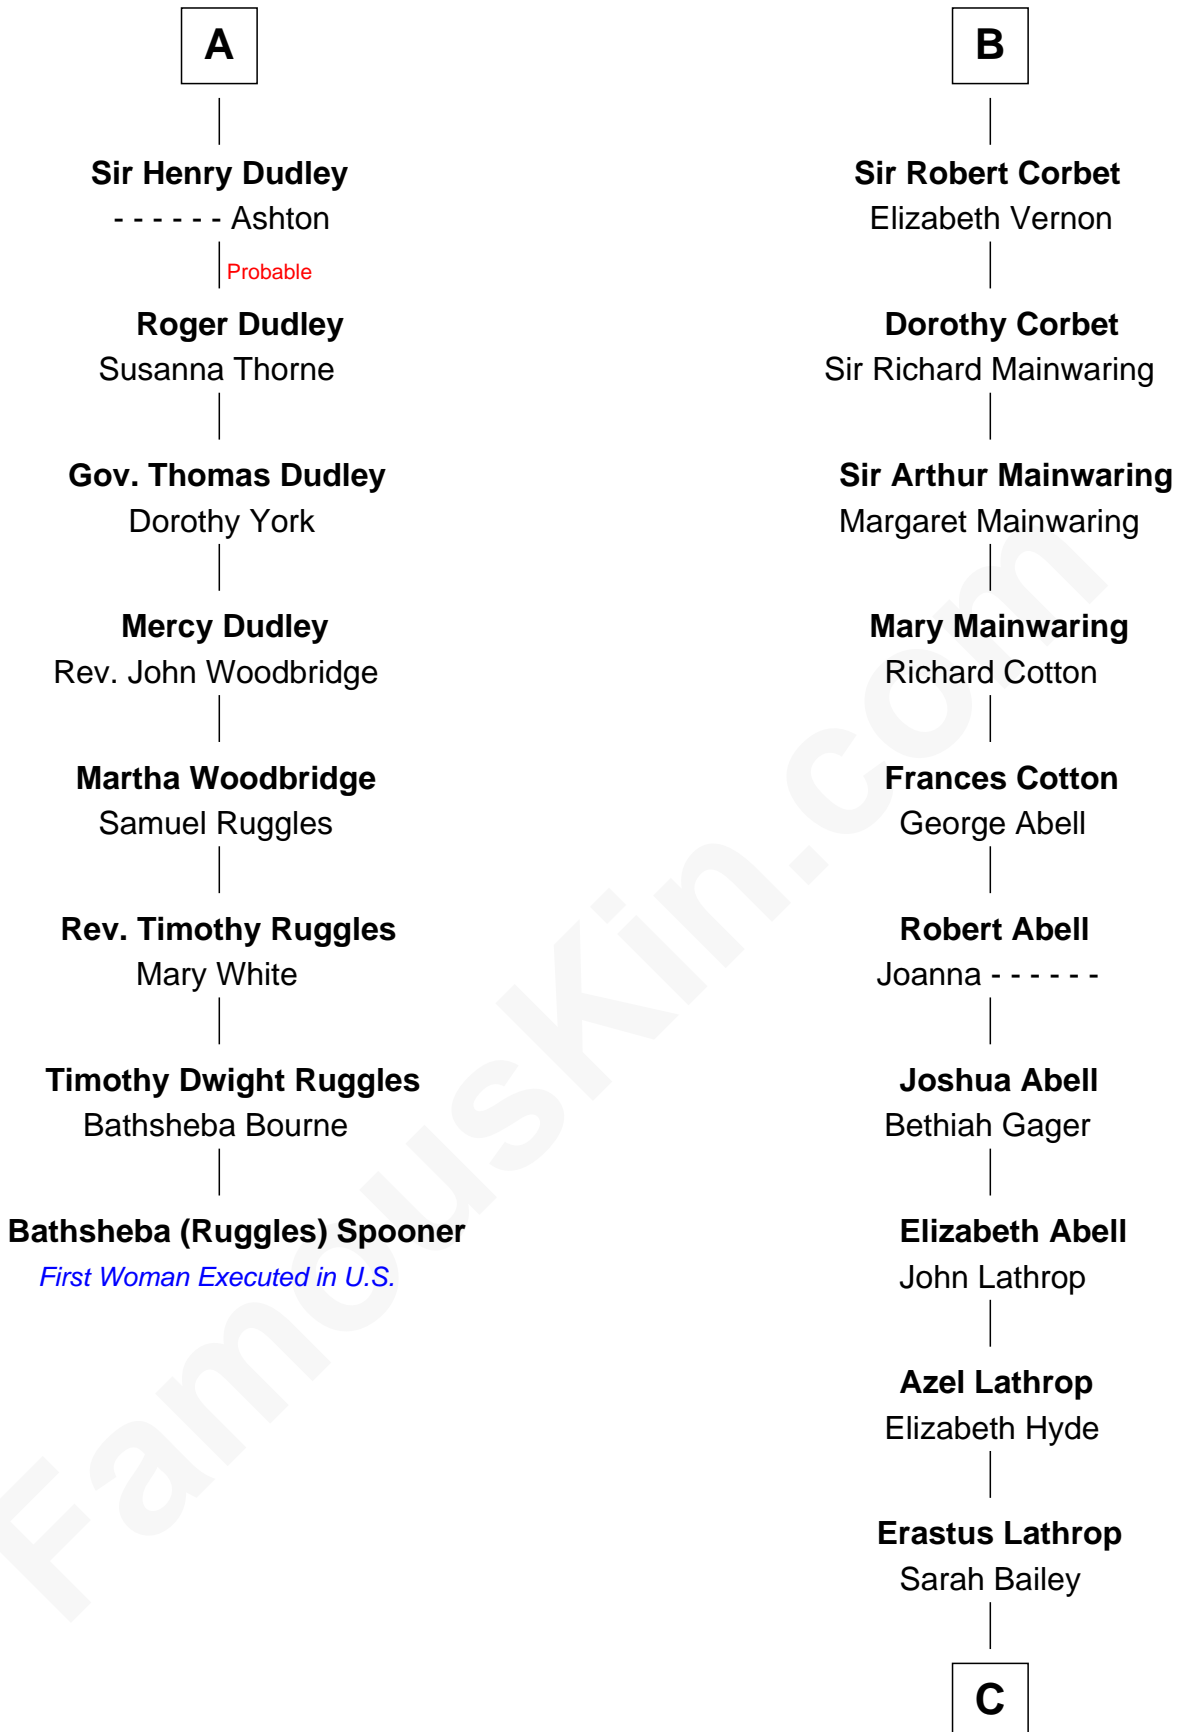 A
Sir Henry Dudley
- - - - - - Ashton
Probable
Roger Dudley
Susanna Thorne
Gov. Thomas Dudley
Dorothy York
Mercy Dudley
Rev. John Woodbridge
Martha Woodbridge
Samuel Ruggles
Rev. Timothy Ruggles
Mary White
Timothy Dwight Ruggles
Bathsheba Bourne
Bathsheba (Ruggles) Spooner
First Woman Executed in U.S.
B
Sir Robert Corbet
Elizabeth Vernon
Dorothy Corbet
Sir Richard Mainwaring
Sir Arthur Mainwaring
Margaret Mainwaring
Mary Mainwaring
Richard Cotton
Frances Cotton
George Abell
Robert Abell
Joanna - - - - - -
Joshua Abell
Bethiah Gager
Elizabeth Abell
John Lathrop
Azel Lathrop
Elizabeth Hyde
Erastus Lathrop
Sarah Bailey
C
FamousKin.com